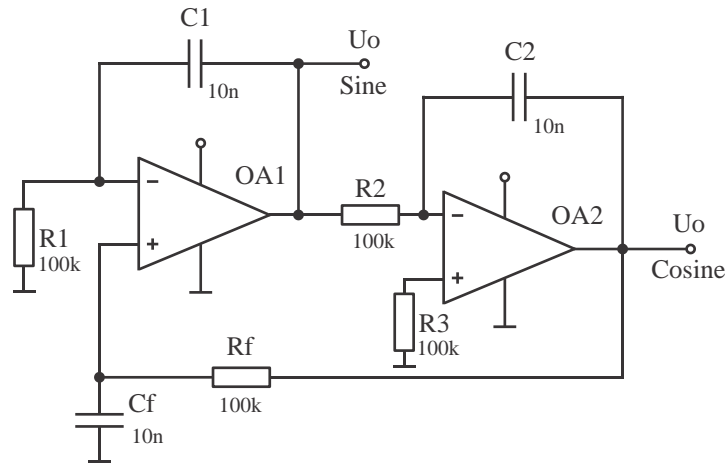 C1
10n
Uo
Sine
C2
10n
−
+
OA1
R1
100k
R2
100k
−
+
OA2
Uo
Cosine
R3
100k
Rf
100k
Cf
10n